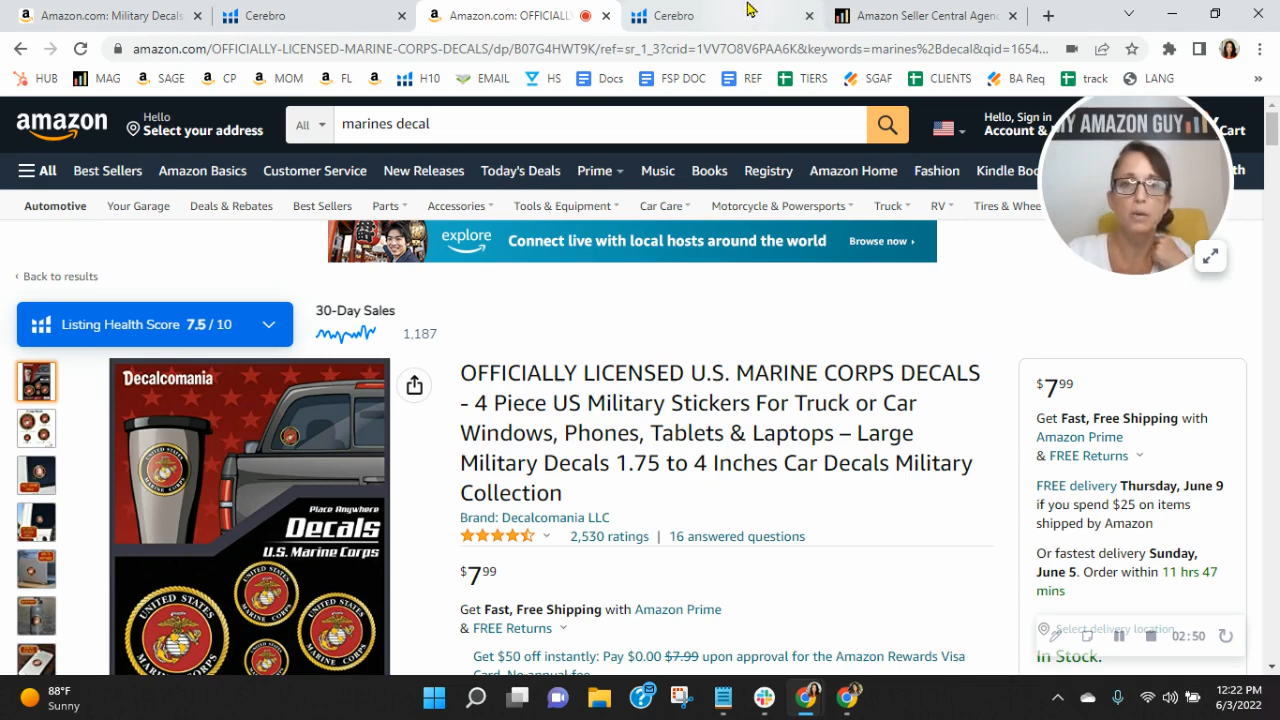 Amazon.com: Military Decals
Cerebro
Amazon.com: OFFICIALLY
Cerebro
Amazon Seller Central Agenc
amazon.com/OFFICIALLY-LICENSED-MARINE-CORPS-DECALS/dp/B07G4HWT9K/ref=sr_1_3?crid=1VV7O8V6PAA6K&keywords=marines%2Bdecal&qid=1654...
HUB MAG SAGE CP MOM FL H10 EMAIL HS Docs FSP DOC REF TIERS SGAF CLIENTS BA Req track LANG »
amazon
Hello
Select your address
All
marines decal
Hello, Sign in
Account &
Cart
MY AMAZON GUY
All Best Sellers Amazon Basics Customer Service New Releases Today's Deals Prime Music Books Registry Amazon Home Fashion Kindle Boo
Automotive Your Garage Deals & Rebates Best Sellers Parts Accessories Tools & Equipment Car Care Motorcycle & Powersports Truck RV Tires & Whee
explore Connect live with local hosts around the world Browse now ›
‹ Back to results
Listing Health Score 7.5 / 10
30-Day Sales
1,187
Decalcomania
Place Anywhere
Decals
U.S. Marine Corps
UNITED STATES
MARINE CORPS
OFFICIALLY LICENSED U.S. MARINE CORPS DECALS
- 4 Piece US Military Stickers For Truck or Car
Windows, Phones, Tablets & Laptops – Large
Military Decals 1.75 to 4 Inches Car Decals Military
Collection
Brand: Decalcomania LLC
2,530 ratings | 16 answered questions
$7.99
Get Fast, Free Shipping with Amazon Prime
& FREE Returns
Get $50 off instantly: Pay $0.00 $7.99 upon approval for the Amazon Rewards Visa
Card. No annual fee.
$7.99
Get Fast, Free Shipping with
Amazon Prime
& FREE Returns
FREE delivery Thursday, June 9
if you spend $25 on items
shipped by Amazon
Or fastest delivery Sunday,
June 5. Order within 11 hrs 47
mins
Select delivery location
02:50
In Stock.
88°F
Sunny
12:22 PM
6/3/2022